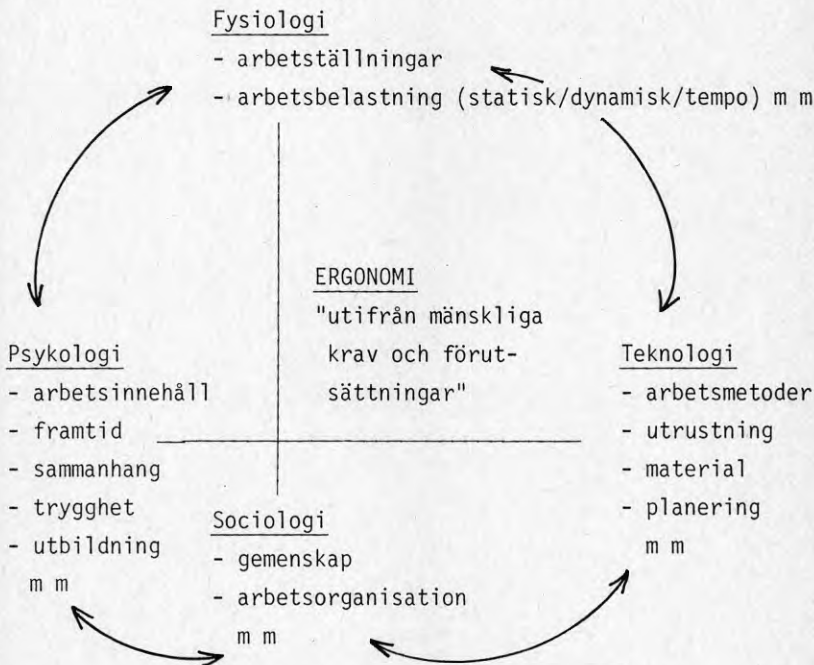 Fysiologi
- arbetställningar
- arbetsbelastning (statisk/dynamisk/tempo) m m
ERGONOMI
"utifrån mänskliga
krav och förut-
sättningar"
Psykologi
- arbetsinnehåll
- framtid
- sammanhang
- trygghet
- utbildning
m m
Teknologi
- arbetsmetoder
- utrustning
- material
- planering
m m
Sociologi
- gemenskap
- arbetsorganisation
m m